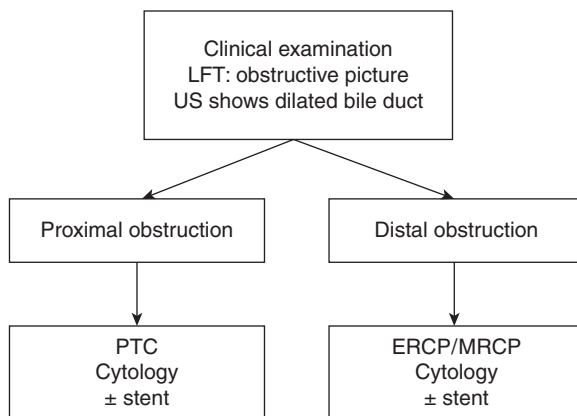 Clinical examination
LFT: obstructive picture
US shows dilated bile duct
Proximal obstruction
Distal obstruction
PTC
Cytology
± stent
ERCP/MRCP
Cytology
± stent